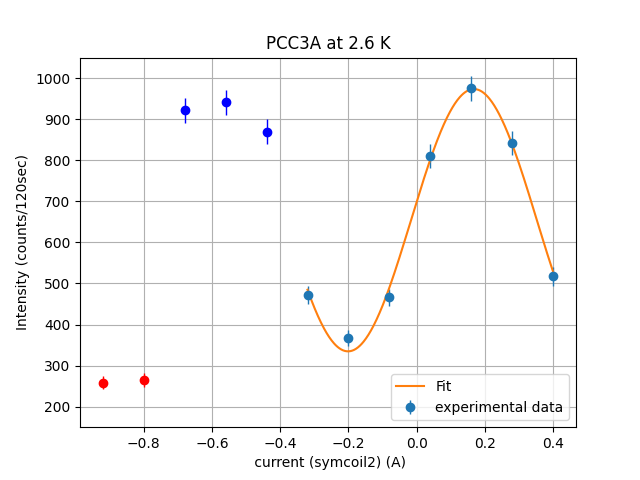 PCC3A at 2.6 K
Intensity (counts/120sec)
1000
900
800
700
600
500
400
300
200
Fit
experimental data
−0.8 −0.6 −0.4 −0.2 0.0 0.2 0.4
current (symcoil2) (A)